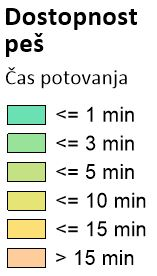 Dostopnost
peš
Čas potovanja
<= 1 min
<= 3 min
<= 5 min
<= 10 min
<= 15 min
> 15 min